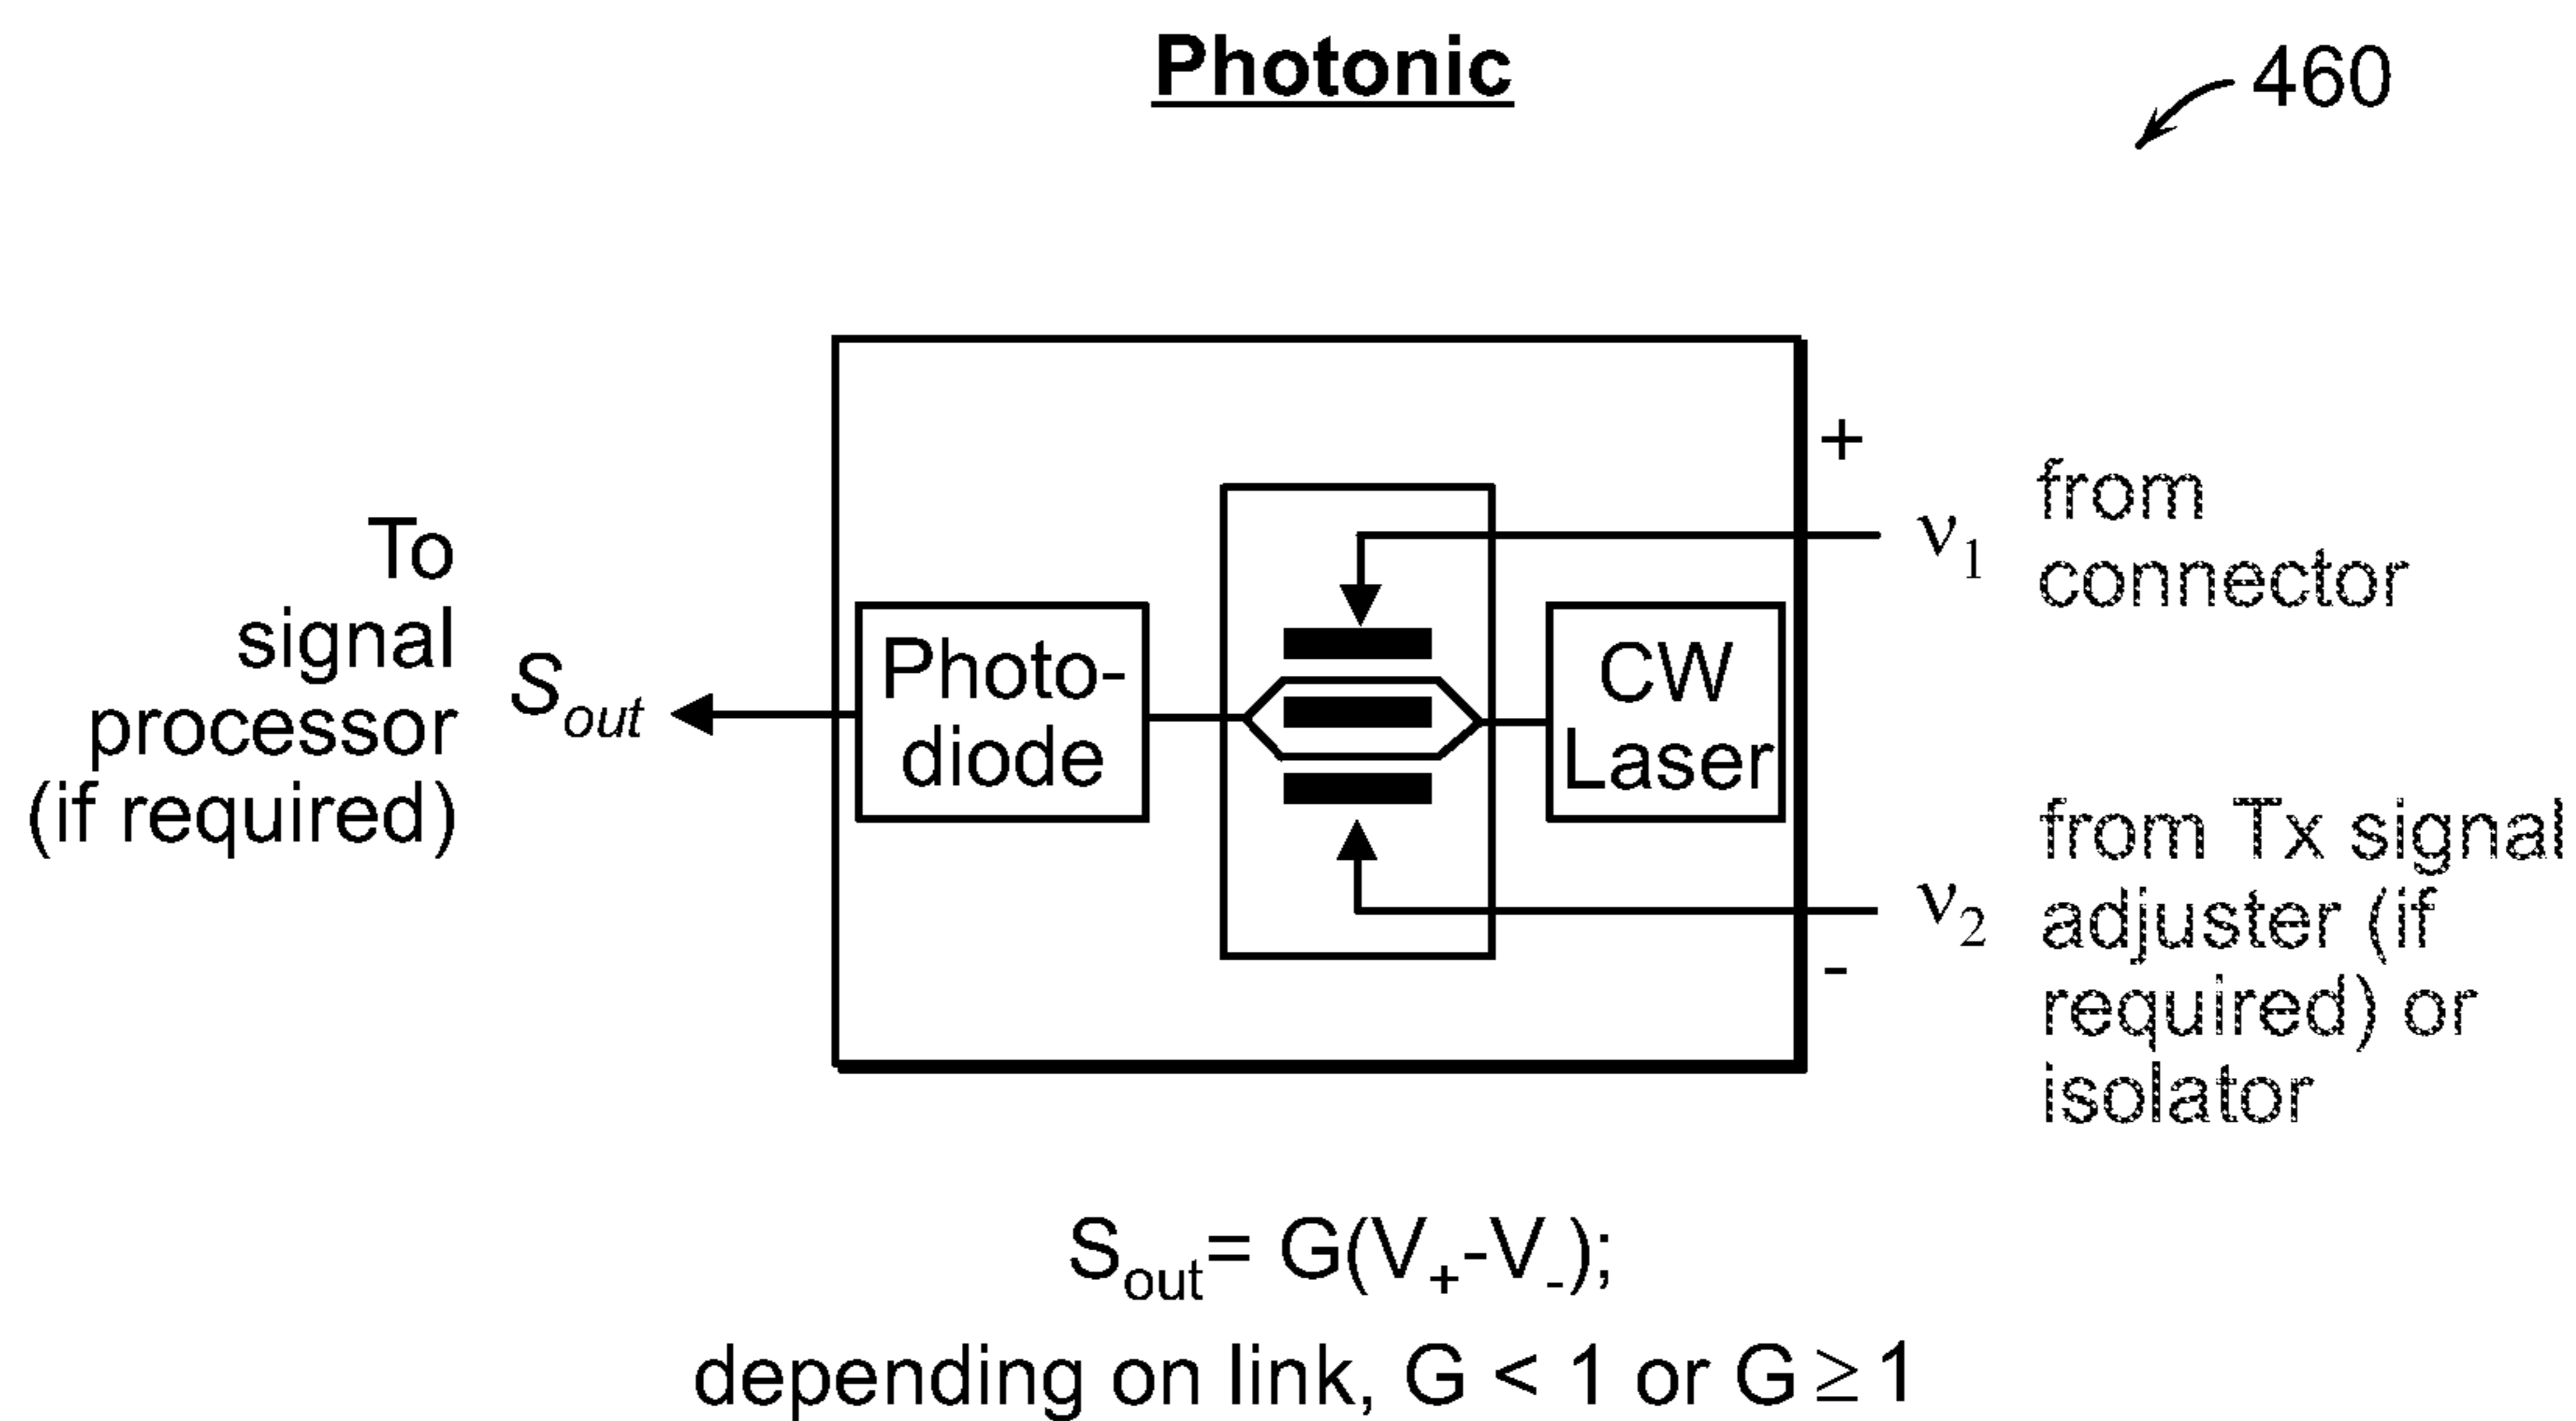 Photonic
460
To
signal
processor
(if required)
S_out
Photo-
diode
CW
Laser
+
ν₁
from
connector
ν₂
-
from Tx signal
adjuster (if
required) or
isolator
S_out= G(V₊-V₋);
depending on link, G < 1 or G ≥ 1